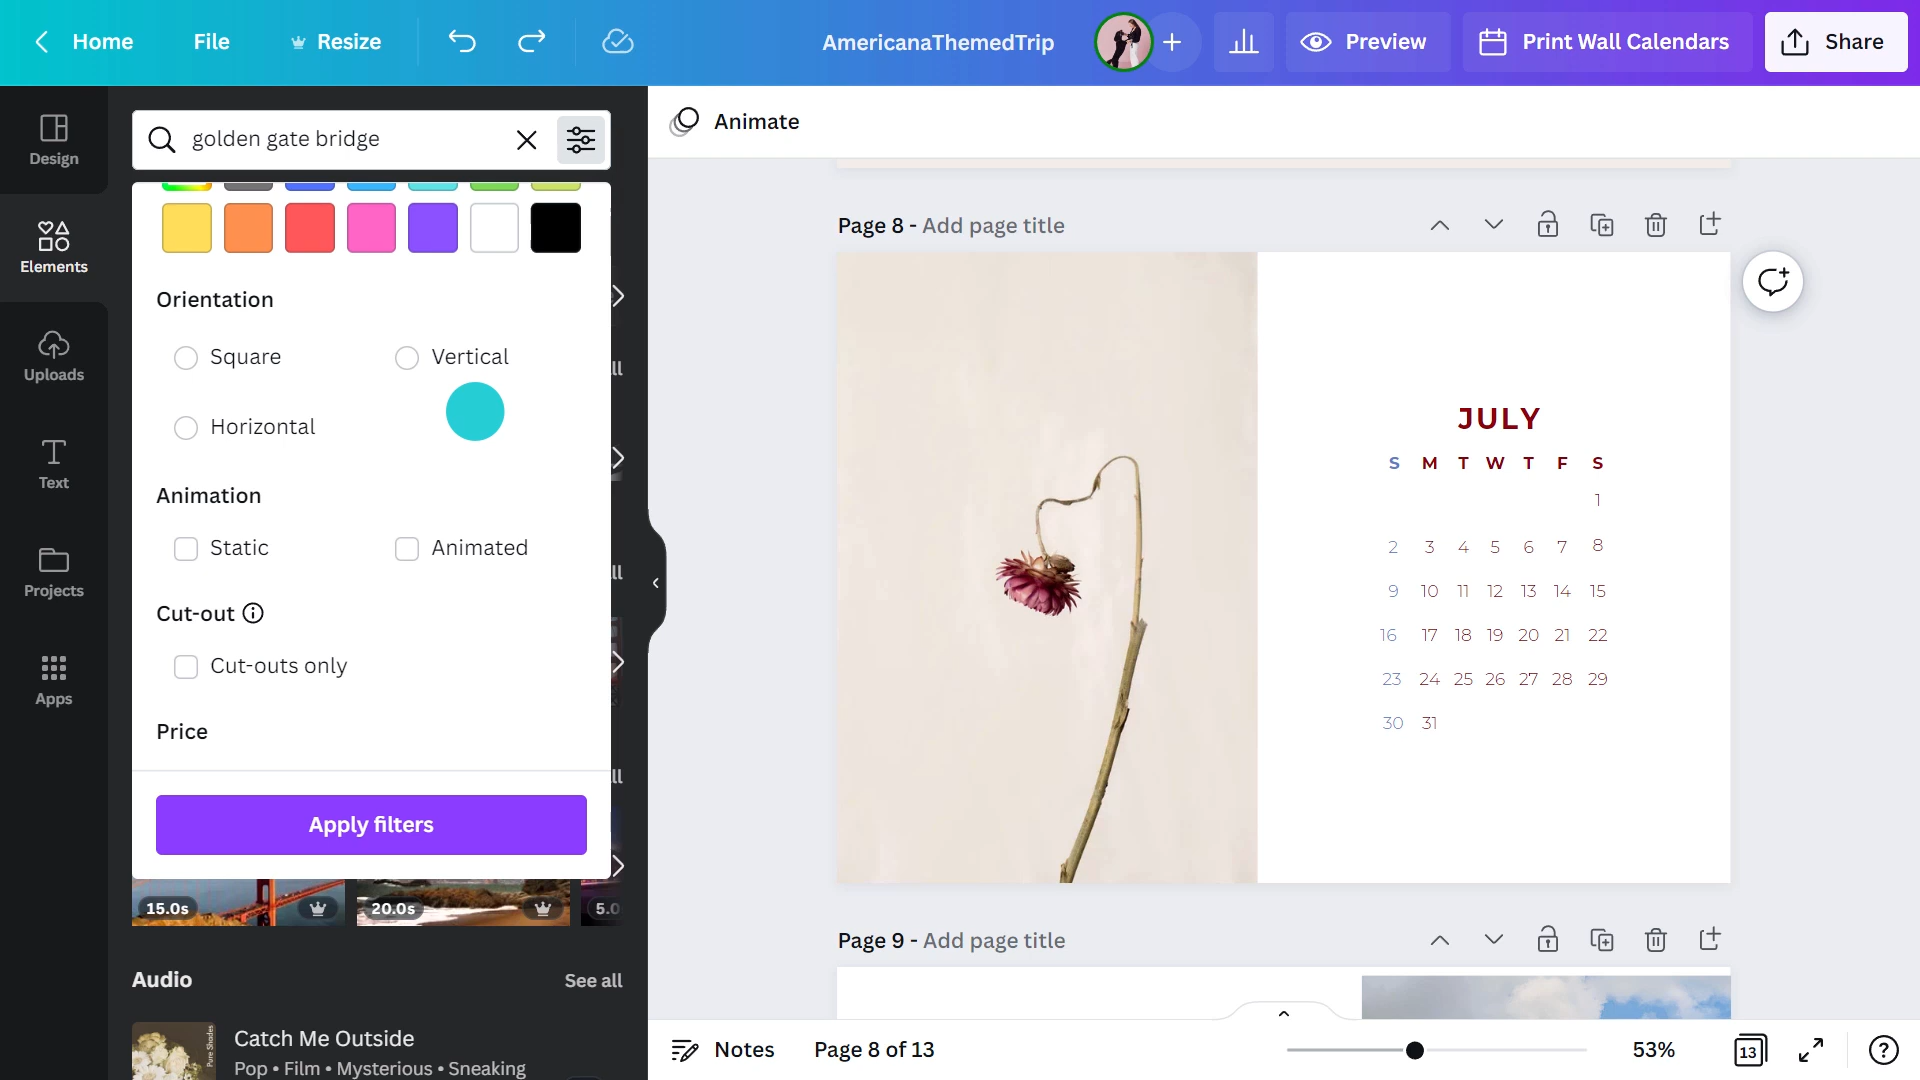 Home
File
Resize
AmericanaThemedTrip
Preview
Print Wall Calendars
Share
Design
Elements
Uploads
Text
Projects
Apps
golden gate bridge
Orientation
Square
Vertical
Horizontal
Animation
Static
Animated
Cut-out
Cut-outs only
Price
Apply filters
15.0s
20.0s
5.0
Audio
See all
Pure Shades
Catch Me Outside
Pop • Film • Mysterious • Sneaking
Animate
Page 8 - Add page title
JULY
S M T W T F S
1
2 3 4 5 6 7 8
9 10 11 12 13 14 15
16 17 18 19 20 21 22
23 24 25 26 27 28 29
30 31
Page 9 - Add page title
Notes
Page 8 of 13
53%
13